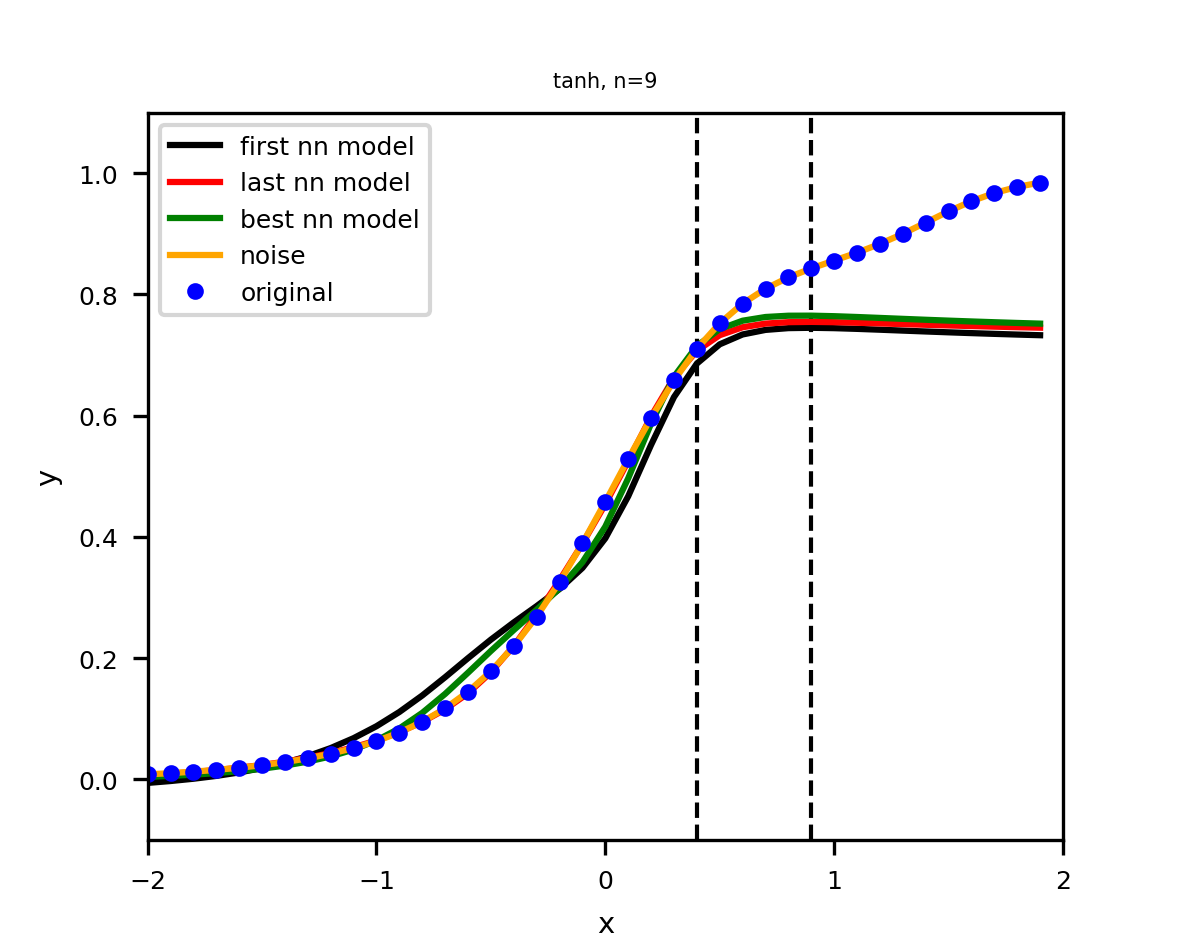 tanh, n=9
first nn model
last nn model
best nn model
noise
original
1.0
0.8
0.6
0.4
0.2
0.0
y
−2 −1 0 1 2
x